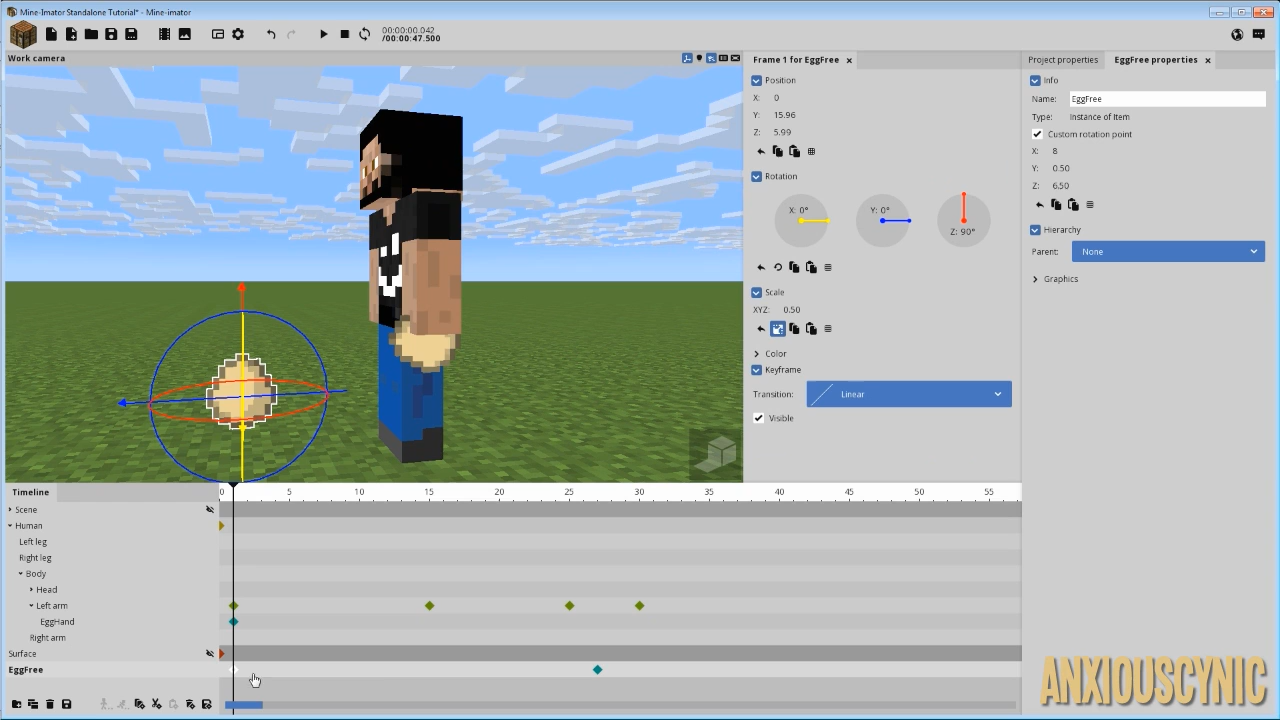 Mine-Imator Standalone Tutorial* - Mine-imator
00:00:00.042
/00:00:47.500
Work camera
Frame 1 for EggFree
Position
X: 0
Y: 15.96
Z: 5.99
Rotation
X: 0°
Y: 0°
Z: 90°
Scale
XYZ: 0.50
Color
Keyframe
Transition: Linear
Visible
Project properties
EggFree properties
Info
Name: EggFree
Type: Instance of Item
Custom rotation point
X: 8
Y: 0.50
Z: 6.50
Hierarchy
Parent: None
Graphics
Timeline
0 5 10 15 20 25 30 35 40 45 50 55
Scene
Human
Left leg
Right leg
Body
Head
Left arm
EggHand
Right arm
Surface
EggFree
ANXIOUSCYNIC